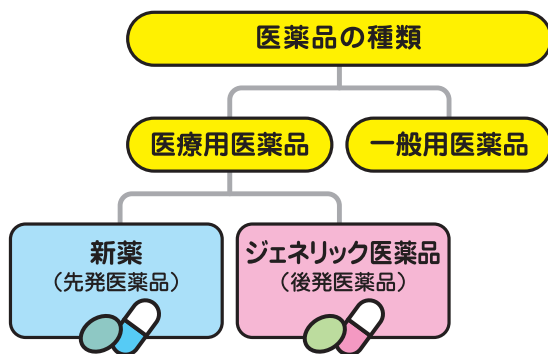 医薬品の種類
医療用医薬品
一般用医薬品
新薬
（先発医薬品）
ジェネリック医薬品
（後発医薬品）